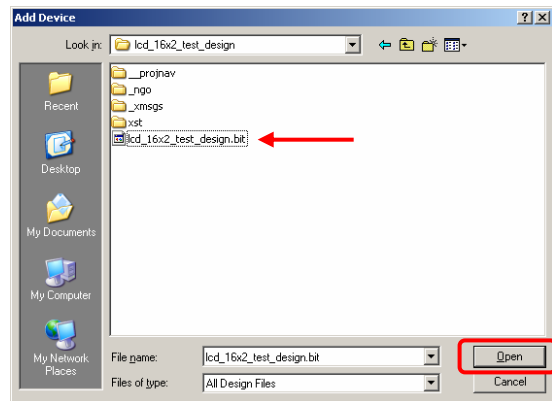 Add Device
Look in: lcd_16x2_test_design
__projnav
_ngo
_xmsgs
xst
lcd_16x2_test_design.bit
Recent
Desktop
My Documents
My Computer
My Network
Places
File name: lcd_16x2_test_design.bit Open
Files of type: All Design Files Cancel